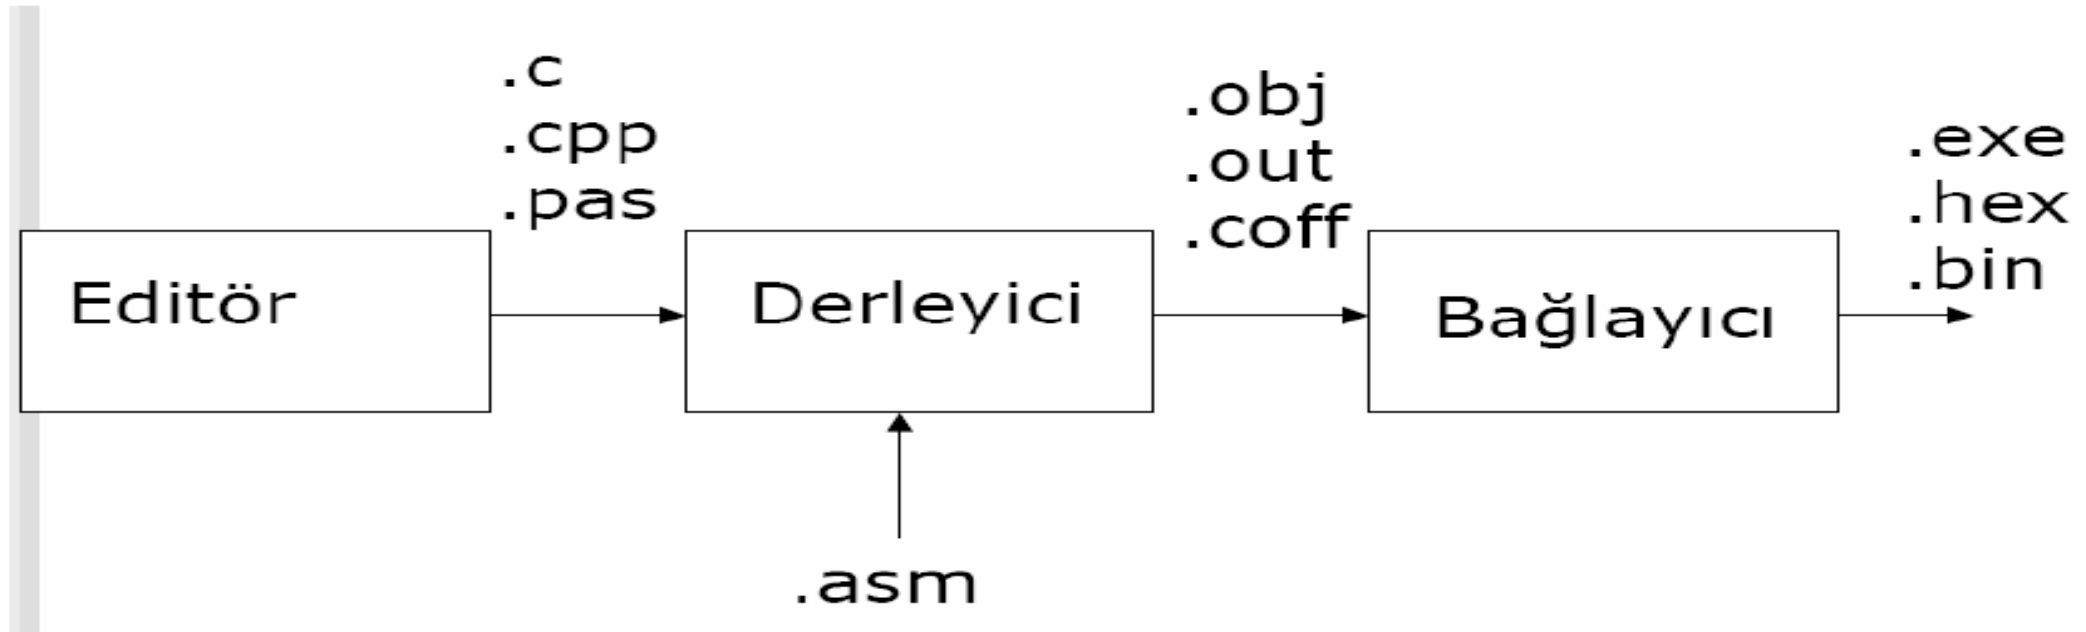 .c
.cpp
.pas
.obj
.out
.coff
.exe
.hex
.bin
Editör
Derleyici
Bağlayıcı
.asm